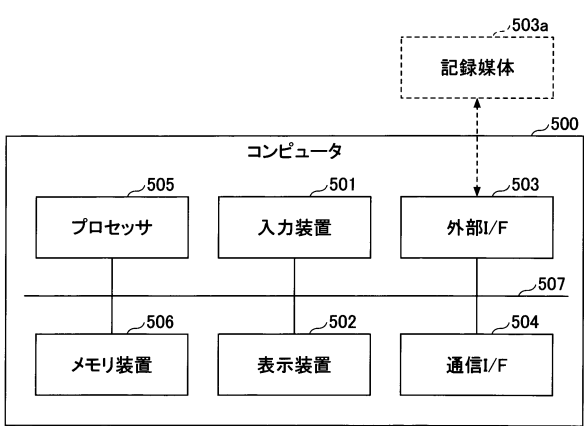 503a
記録媒体
500
コンピュータ
505
501
503
プロセッサ
入力装置
外部I/F
507
506
502
504
メモリ装置
表示装置
通信I/F